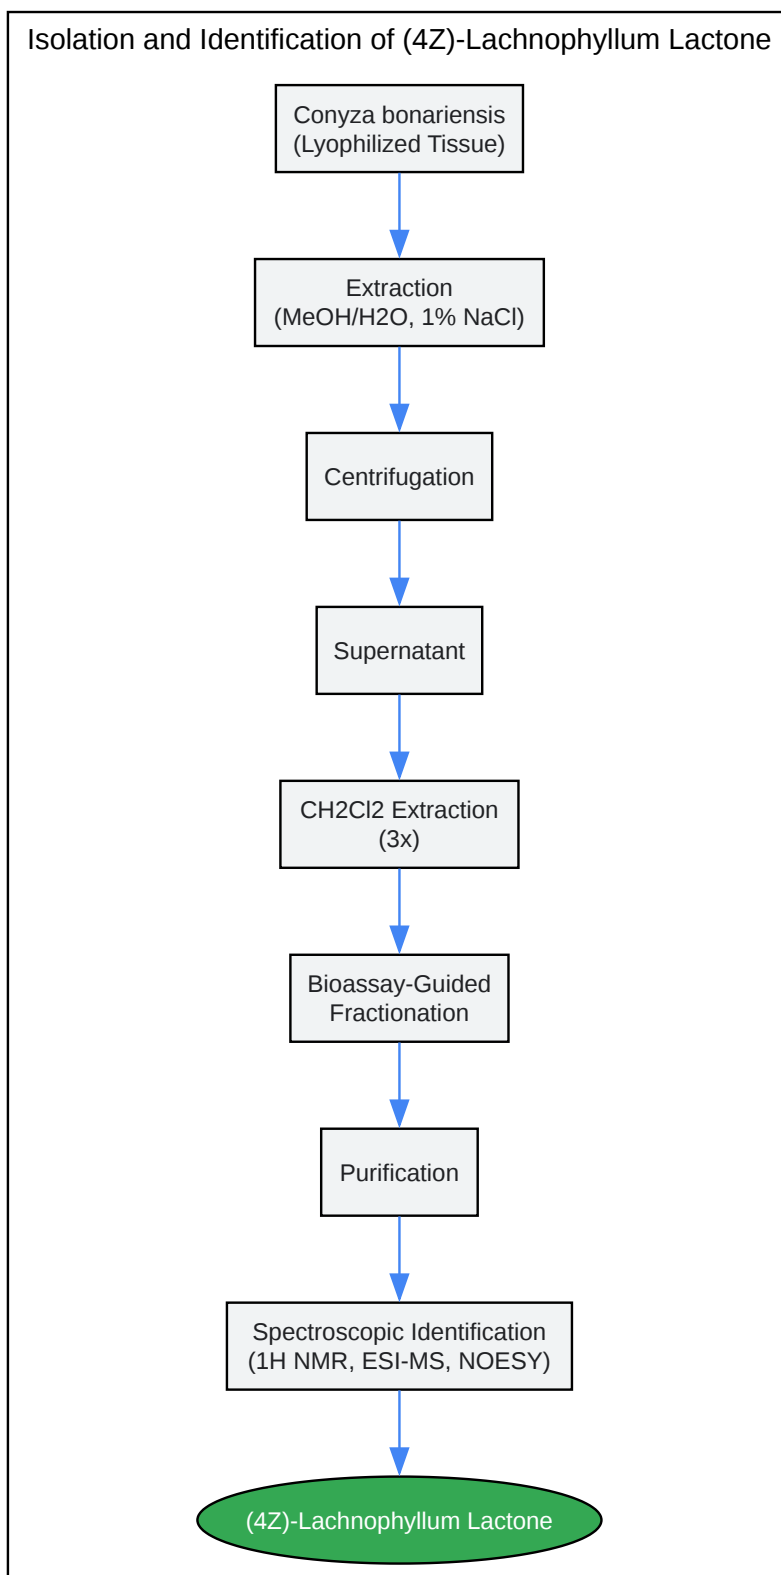 Isolation and Identification of (4Z)-Lachnophyllum Lactone
Conyza bonariensis
(Lyophilized Tissue)
Extraction
(MeOH/H2O, 1% NaCl)
Centrifugation
Supernatant
CH2Cl2 Extraction
(3x)
Bioassay-Guided
Fractionation
Purification
Spectroscopic Identification
(1H NMR, ESI-MS, NOESY)
(4Z)-Lachnophyllum Lactone